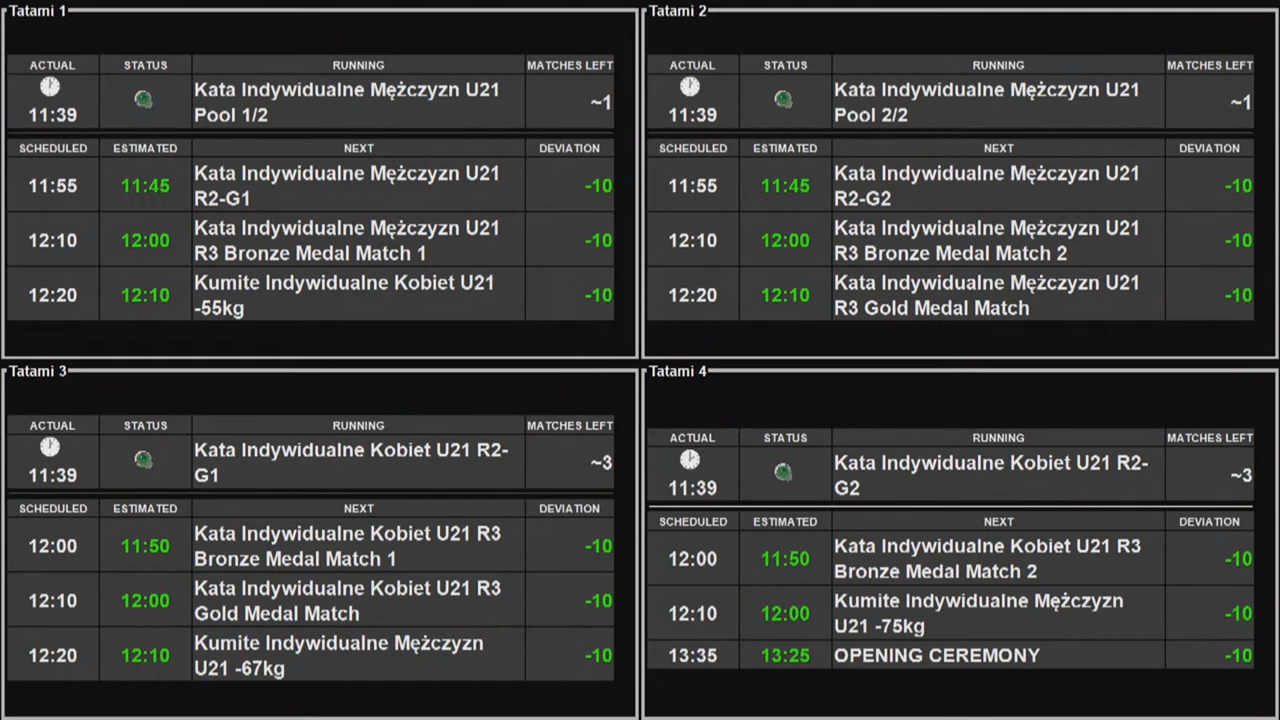 Tatami 1
ACTUAL STATUS RUNNING MATCHES LEFT
11:39 Kata Indywidualne Mężczyzn U21 ~1
Pool 1/2
SCHEDULED ESTIMATED NEXT DEVIATION
11:55 11:45 Kata Indywidualne Mężczyzn U21 -10
R2-G1
12:10 12:00 Kata Indywidualne Mężczyzn U21 -10
R3 Bronze Medal Match 1
12:20 12:10 Kumite Indywidualne Kobiet U21 -10
-55kg
Tatami 2
ACTUAL STATUS RUNNING MATCHES LEFT
11:39 Kata Indywidualne Mężczyzn U21 ~1
Pool 2/2
SCHEDULED ESTIMATED NEXT DEVIATION
11:55 11:45 Kata Indywidualne Mężczyzn U21 -10
R2-G2
12:10 12:00 Kata Indywidualne Mężczyzn U21 -10
R3 Bronze Medal Match 2
12:20 12:10 Kata Indywidualne Mężczyzn U21 -10
R3 Gold Medal Match
Tatami 3
ACTUAL STATUS RUNNING MATCHES LEFT
11:39 Kata Indywidualne Kobiet U21 R2- ~3
G1
SCHEDULED ESTIMATED NEXT DEVIATION
12:00 11:50 Kata Indywidualne Kobiet U21 R3 -10
Bronze Medal Match 1
12:10 12:00 Kata Indywidualne Kobiet U21 R3 -10
Gold Medal Match
12:20 12:10 Kumite Indywidualne Mężczyzn -10
U21 -67kg
Tatami 4
ACTUAL STATUS RUNNING MATCHES LEFT
11:39 Kata Indywidualne Kobiet U21 R2- ~3
G2
SCHEDULED ESTIMATED NEXT DEVIATION
12:00 11:50 Kata Indywidualne Kobiet U21 R3 -10
Bronze Medal Match 2
12:10 12:00 Kumite Indywidualne Mężczyzn -10
U21 -75kg
13:35 13:25 OPENING CEREMONY -10